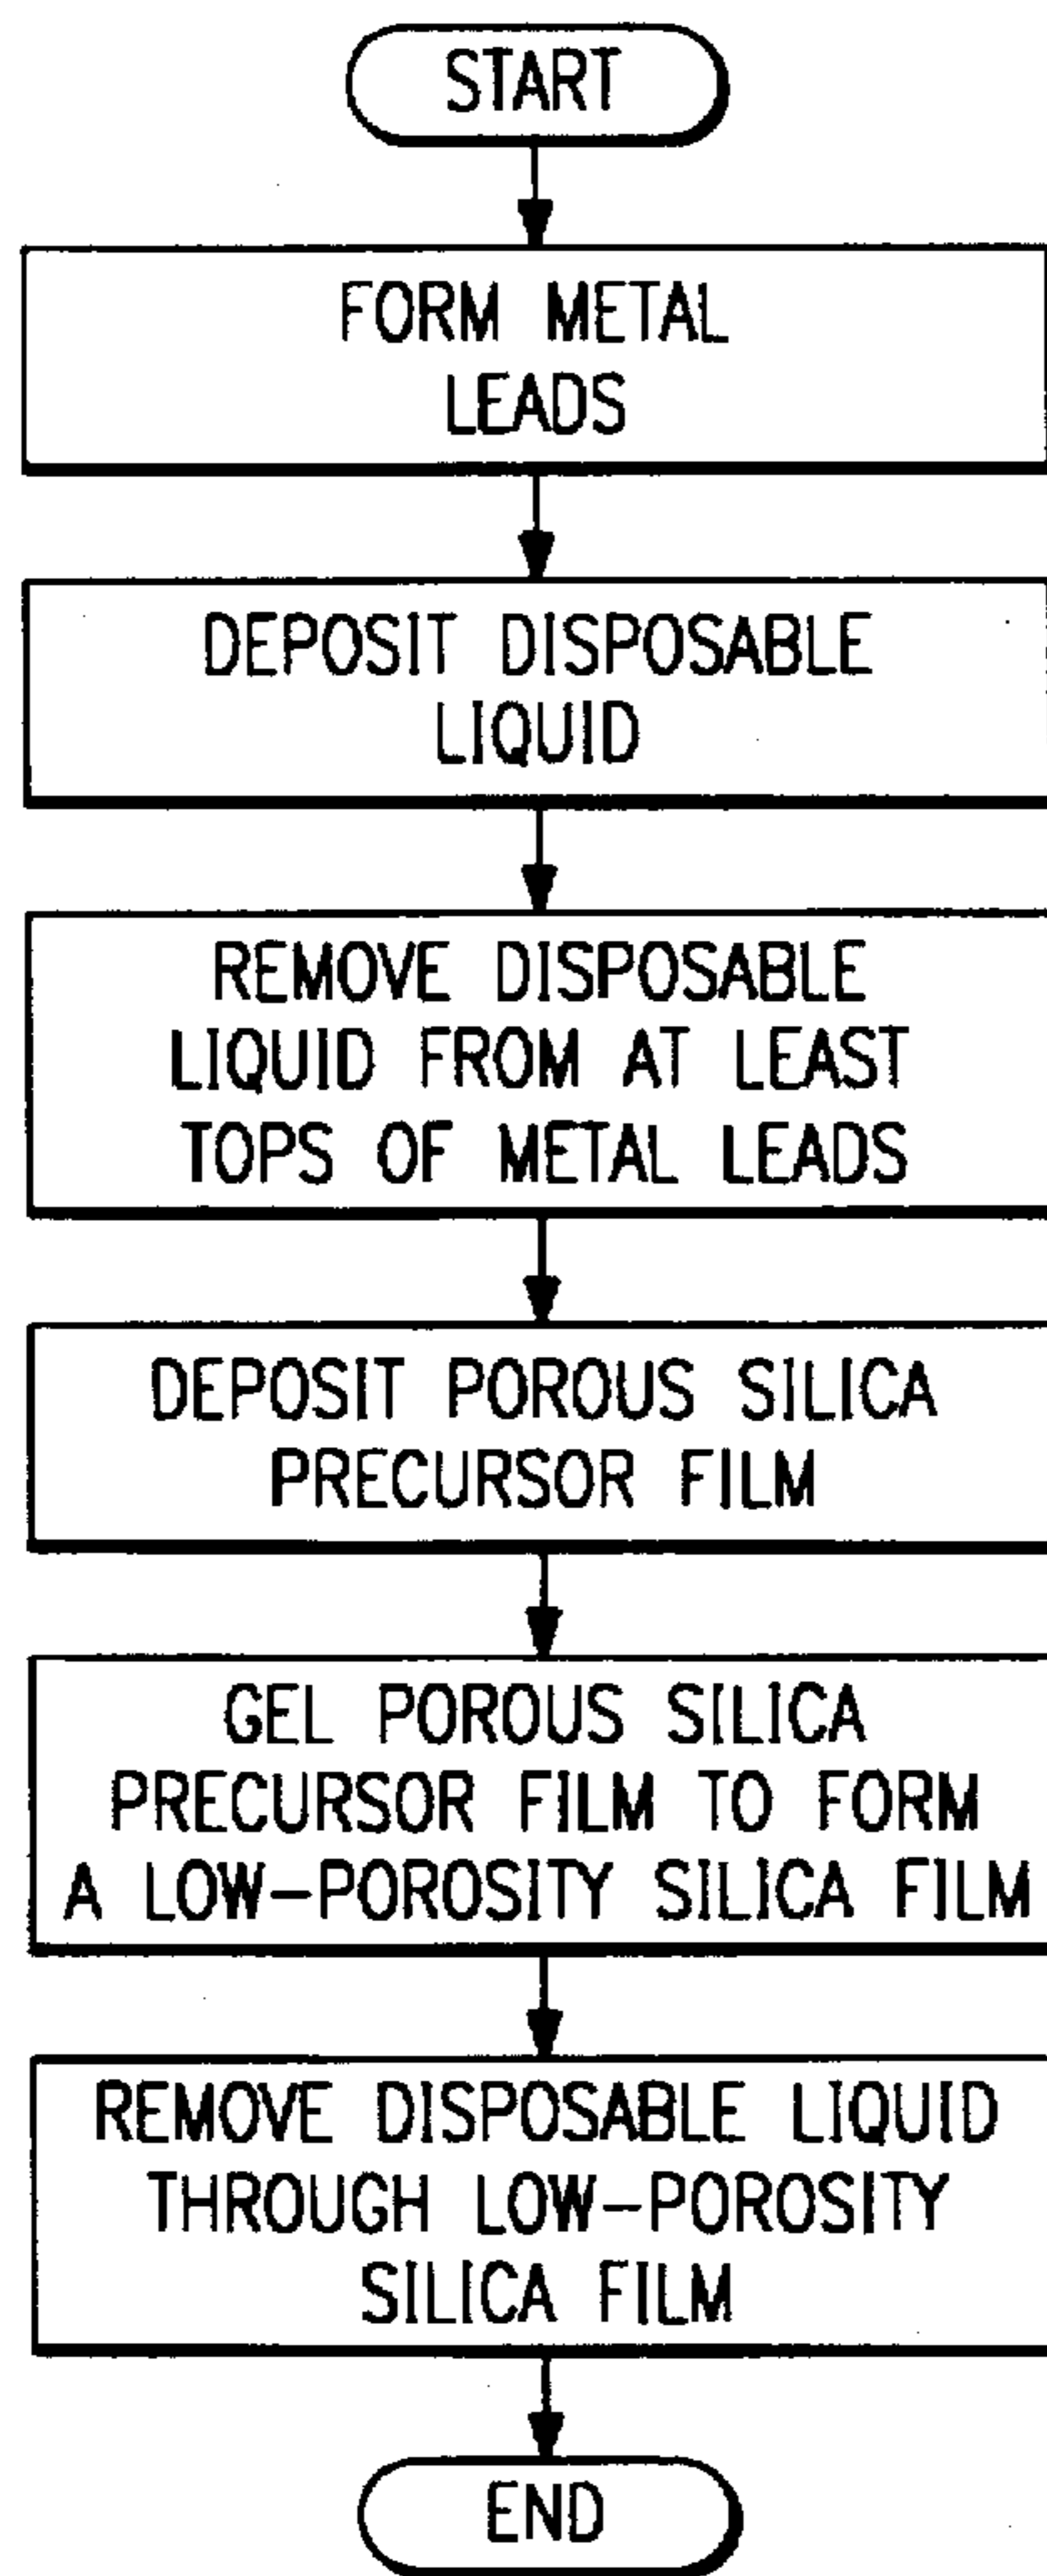 START
FORM METAL
LEADS
DEPOSIT DISPOSABLE
LIQUID
REMOVE DISPOSABLE
LIQUID FROM AT LEAST
TOPS OF METAL LEADS
DEPOSIT POROUS SILICA
PRECURSOR FILM
GEL POROUS SILICA
PRECURSOR FILM TO FORM
A LOW-POROSITY SILICA FILM
REMOVE DISPOSABLE LIQUID
THROUGH LOW-POROSITY
SILICA FILM
END